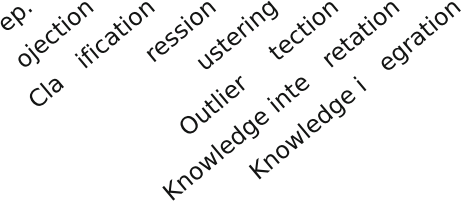 ep.
ojection
Cla ification
ression
ustering
Outlier tection
Knowledge inte retation
Knowledge i egration